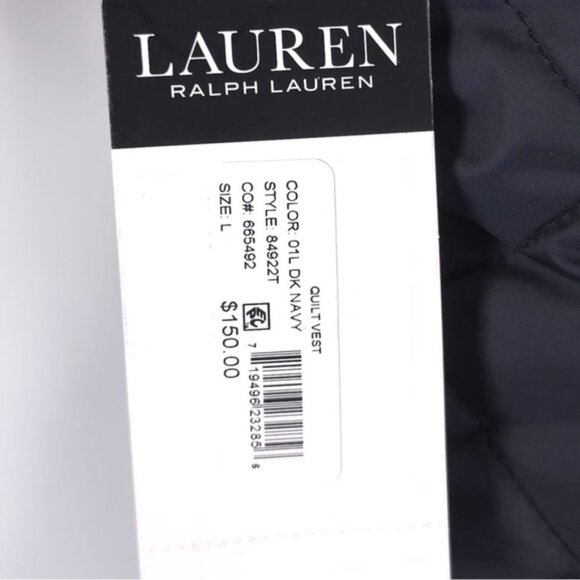 LAUREN
RALPH LAUREN
QUILT VEST
COLOR: 01L DK NAVY
STYLE: 84922T
CO#: 665492
SIZE: L
7 19496 23285 6
$150.00